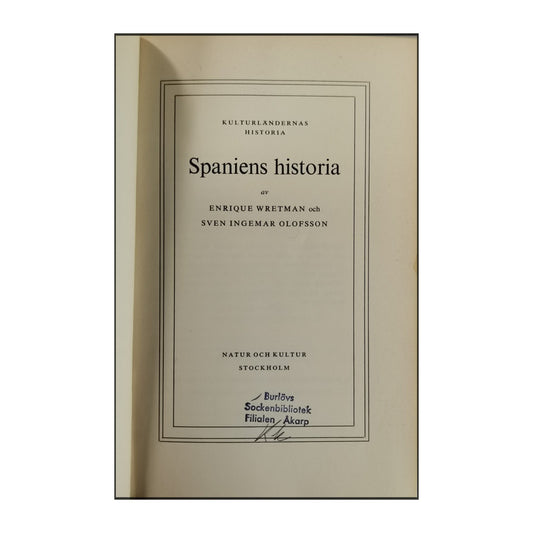 KULTURLÄNDERNAS
HISTORIA
Spaniens historia
av
ENRIQUE WRETMAN och
SVEN INGEMAR OLOFSSON
NATUR OCH KULTUR
STOCKHOLM
Burlövs
Sockenbibliotek
Filialen Åkarp